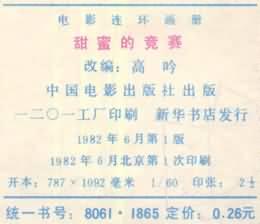 电影连环画册
甜蜜的竞赛
改编：高吟
中国电影出版社出版
一二〇一工厂印刷 新华书店发行
1982年6月第1版
1982年6月北京第1次印刷
开本：787×1092毫米 1/60 印张：2½
统一书号：8061·1865 定价：0.26元